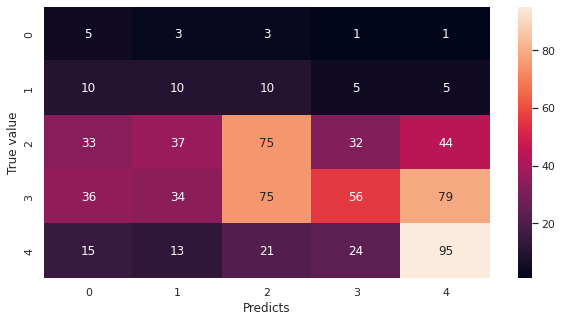 0 5 3 3 1 1
1 10 10 10 5 5
2 33 37 75 32 44
3 36 34 75 56 79
4 15 13 21 24 95
0 1 2 3 4
Predicts
True value
80
60
40
20